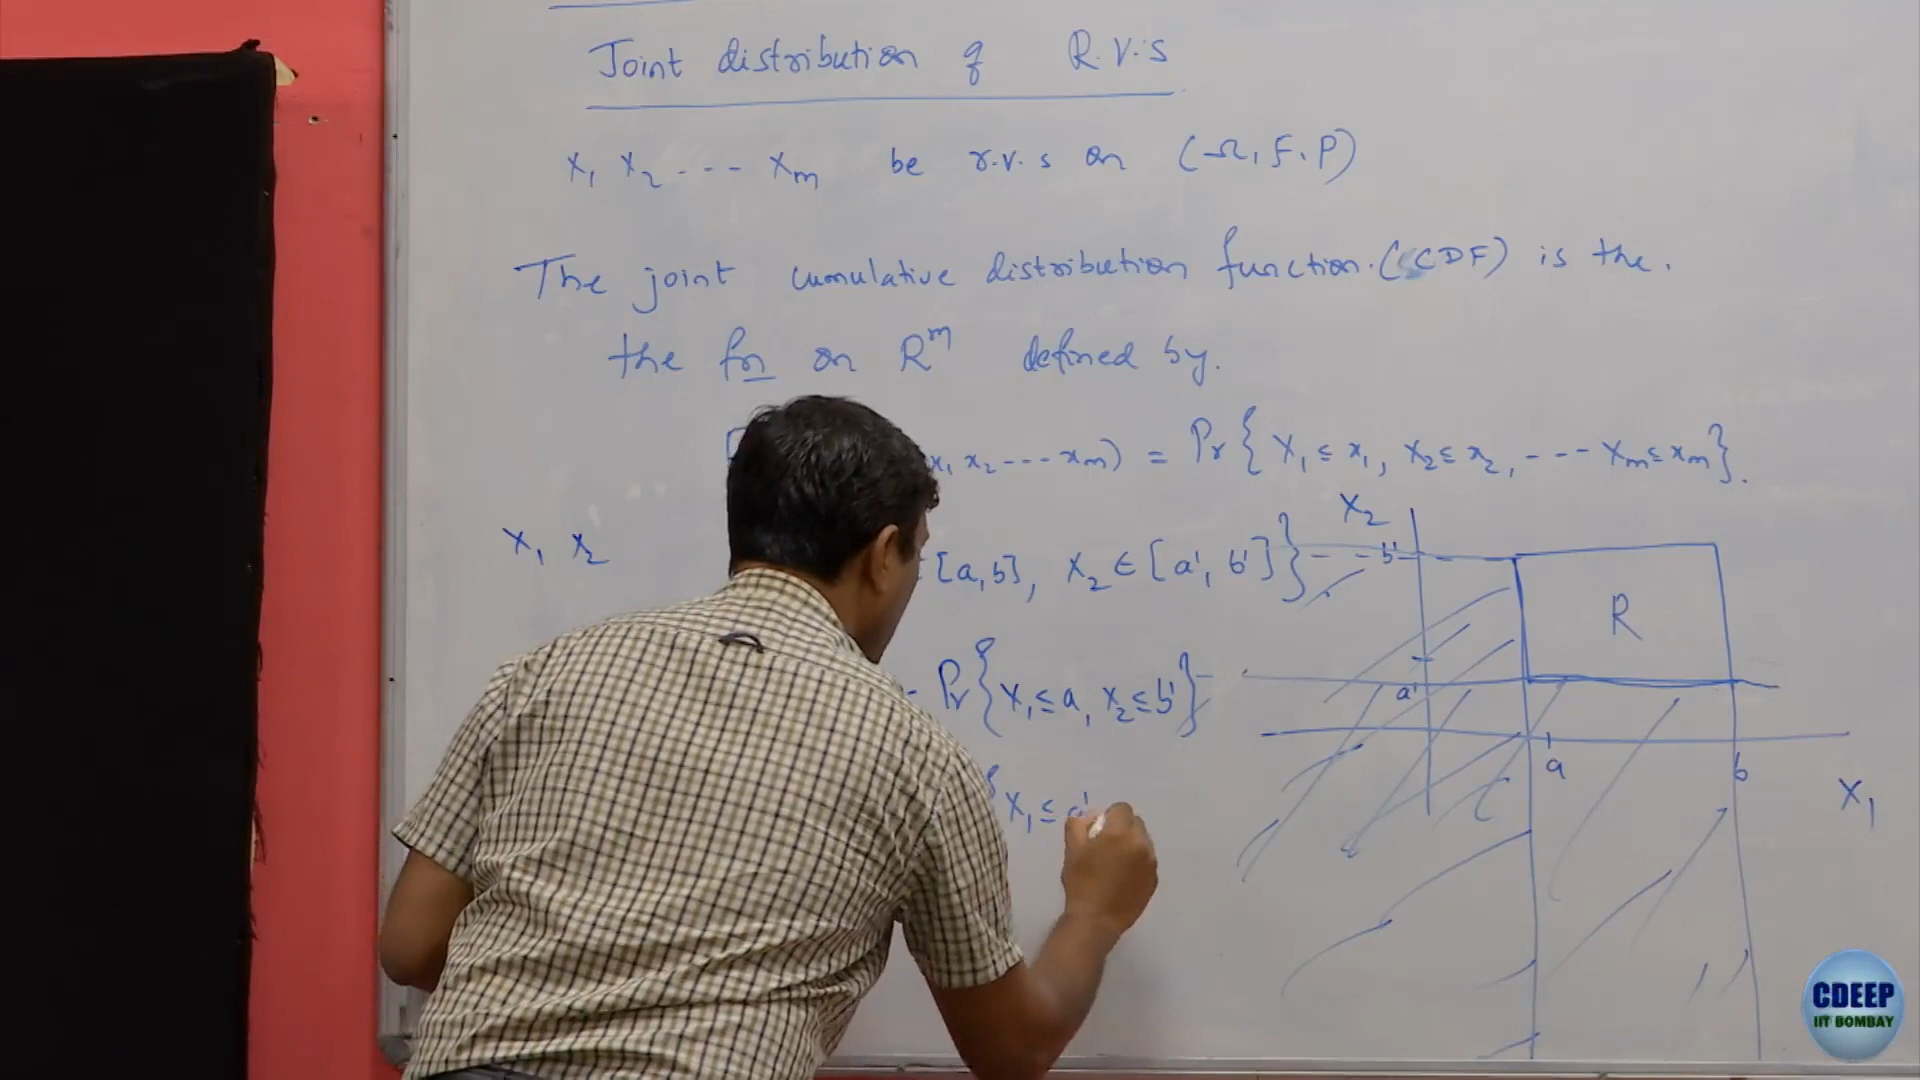 Joint distribution of R.V.s
X₁ X₂ - - - Xm be r.v.s on (Ω, F, P)
The joint cumulative distribution function. (CDF) is the.
the fn on Rᵐ defined by.
x₁ x₂ - - - xm) = Pr{ X₁ ≤ x₁, X₂ ≤ x₂, - - - Xm ≤ xm}.
X₁ X₂
[a,b], X₂ ∈ [a', b']}
Pr{X₁ ≤ a, X₂ ≤ b'}
X₁ ≤ a'
X₂
b'
R
a'
a
b
X₁
CDEEP
IIT BOMBAY